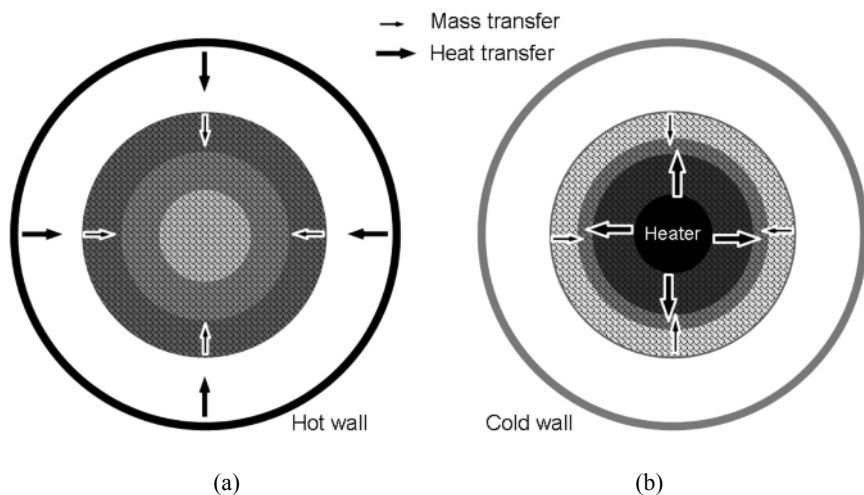 Mass transfer
Heat transfer
Heater
Hot wall
Cold wall
(a)
(b)